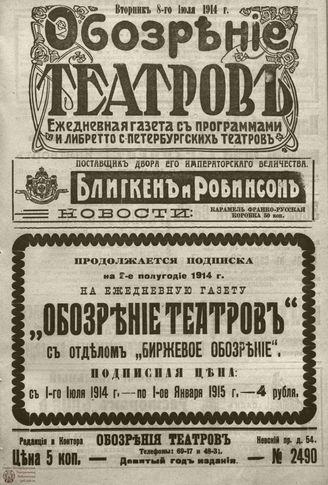 Вторникъ 8-го Іюля 1914 г.
Обозрѣніе
ТЕАТРОВЪ
Ежедневная газета съ программами
и либретто С-Петербургскихъ театровъ
ПОСТАВЩИКЪ ДВОРА ЕГО ИМПЕРАТОРСКАГО ВЕЛИЧЕСТВА.
Блигкенъ и Робинсонъ
НОВОСТИ:
КАРАМЕЛЬ ФРАНКО-РУССКАЯ
КОРОБКА 50 коп.
ПРОДОЛЖАЕТСЯ ПОДПИСКА
на 2-е полугодіе 1914 г.
НА ЕЖЕДНЕВНУЮ ГАЗЕТУ
„ОБОЗРѢНІЕ ТЕАТРОВЪ“
СЪ ОТДѢЛОМЪ „БИРЖЕВОЕ ОБОЗРѢНІЕ“.
ПОДПИСНАЯ ЦѢНА:
съ 1-го Іюля 1914 г.—по 1-ое Января 1915 г.—4 рубля.
Редакція и Контора ОБОЗРѢНІЯ ТЕАТРОВЪ Невскій пр. д. 54.
Цѣна 5 коп. — Телефоны: 69-17 и 48-31. — № 2490
Девятый годъ изданія.